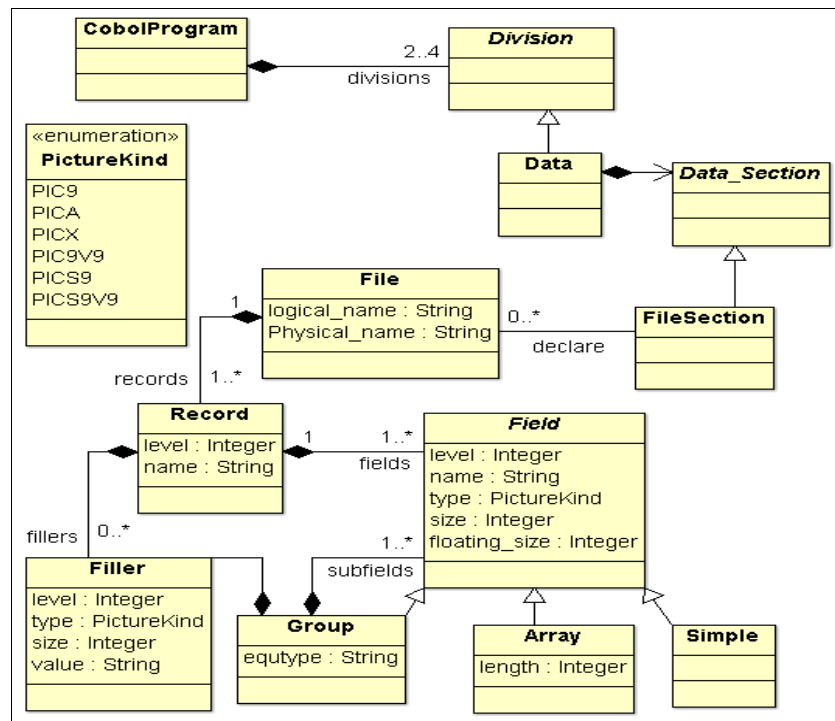 CobolProgram
Division
2..4
divisions
«enumeration»
PictureKind
PIC9
PICA
PICX
PIC9V9
PICS9
PICS9V9
Data
Data_Section
File
logical_name : String
Physical_name : String
1
0..*
declare
FileSection
records
1..*
Record
level : Integer
name : String
1
1..*
fields
Field
level : Integer
name : String
type : PictureKind
size : Integer
floating_size : Integer
fillers
0..*
1..*
subfields
Filler
level : Integer
type : PictureKind
size : Integer
value : String
Group
equtype : String
Array
length : Integer
Simple